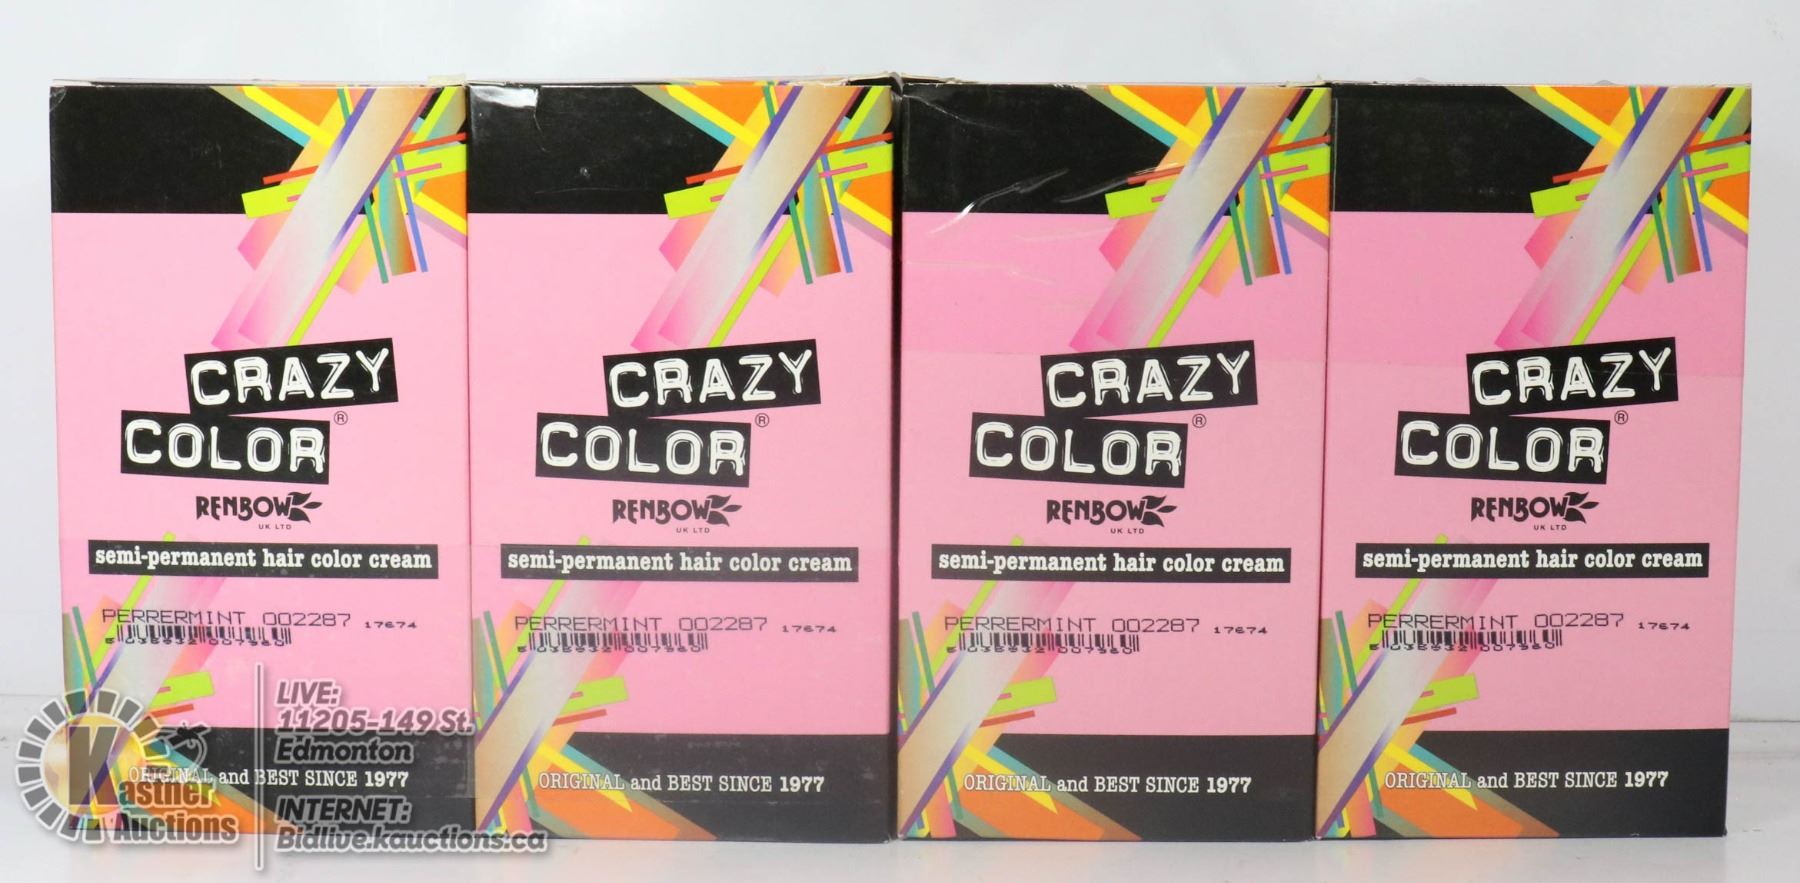 CRAZY
COLOR ®
RENBOW
UK LTD
semi-permanent hair color cream
PERRERMINT 002287 17674
ORIGINAL and BEST SINCE 1977
CRAZY
COLOR ®
RENBOW
UK LTD
semi-permanent hair color cream
PERRERMINT 002287 17674
ORIGINAL and BEST SINCE 1977
CRAZY
COLOR ®
RENBOW
UK LTD
semi-permanent hair color cream
PERRERMINT 002287 17674
ORIGINAL and BEST SINCE 1977
CRAZY
COLOR ®
RENBOW
UK LTD
semi-permanent hair color cream
PERRERMINT 002287 17674
ORIGINAL and BEST SINCE 1977
K
Kastner
Auctions
LIVE:
11205-149 St.
Edmonton
INTERNET:
Bidlive.kauctions.ca